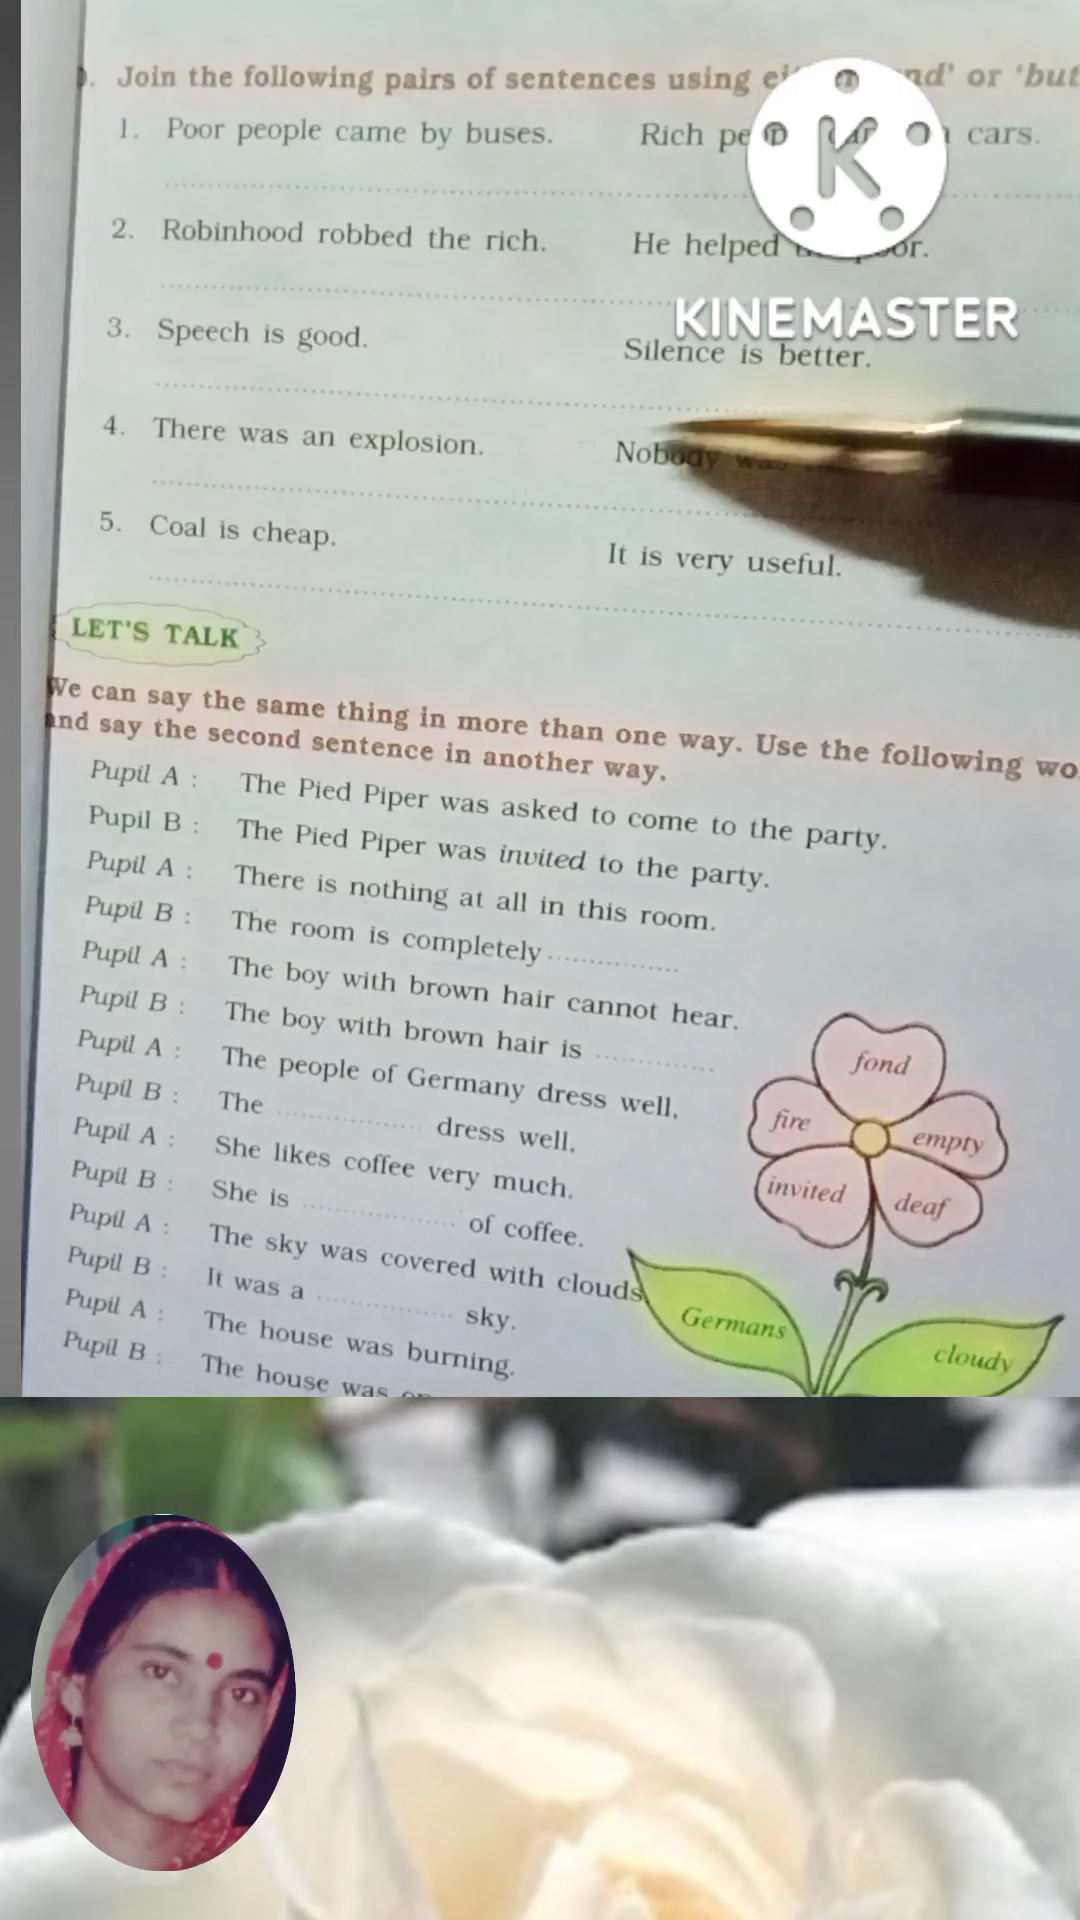 Join the following pairs of sentences using or 'but
1. Poor people came by buses. Rich cars.
2. Robinhood robbed the rich. He helped
KINEMASTER
3. Speech is good. Silence is better.
4. There was an explosion. Nobody was
5. Coal is cheap. It is very useful.
LET'S TALK
We can say the same thing in more than one way. Use the following
and say the second sentence in another way.
Pupil A : The Pied Piper was asked to come to the party.
Pupil B : The Pied Piper was invited to the party.
Pupil A : There is nothing at all in this room.
Pupil B : The room is completely ...............
Pupil A : The boy with brown hair cannot hear.
Pupil B : The boy with brown hair is ..............
Pupil A : The people of Germany dress well.
Pupil B : The ................. dress well.
Pupil A : She likes coffee very much.
Pupil B : She is ................. of coffee.
Pupil A : The sky was covered with clouds
Pupil B : It was a ................ sky.
Pupil A : The house was burning.
Pupil B : The house was
fond
fire
empty
invited
deaf
Germans
cloudy